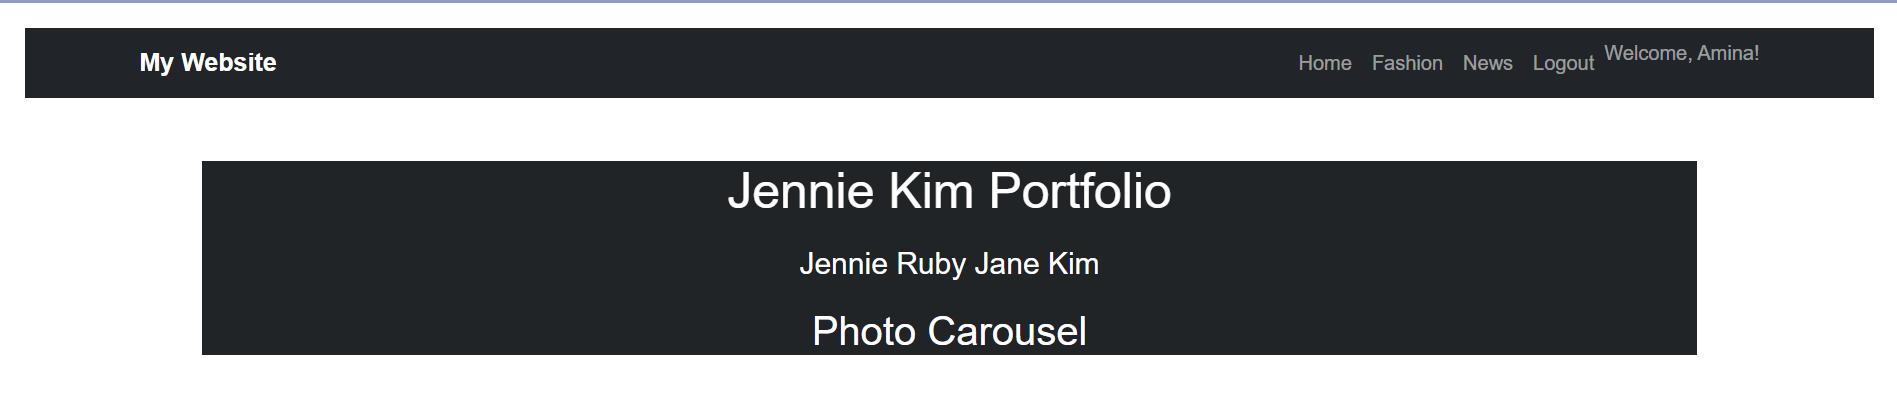 My Website Home Fashion News Logout Welcome, Amina!
Jennie Kim Portfolio
Jennie Ruby Jane Kim
Photo Carousel